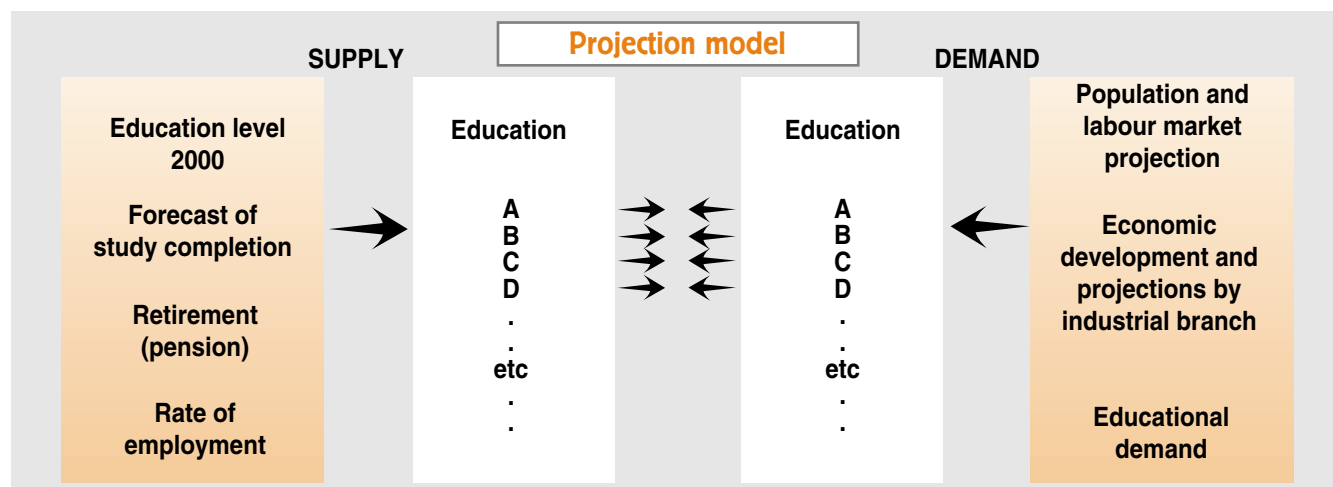 Projection model
SUPPLY
DEMAND
Education level
2000
Forecast of
study completion
Retirement
(pension)
Rate of
employment
Education
A
B
C
D
.
.
etc
.
.
Education
A
B
C
D
.
.
etc
.
.
Population and
labour market
projection
Economic
development and
projections by
industrial branch
Educational
demand